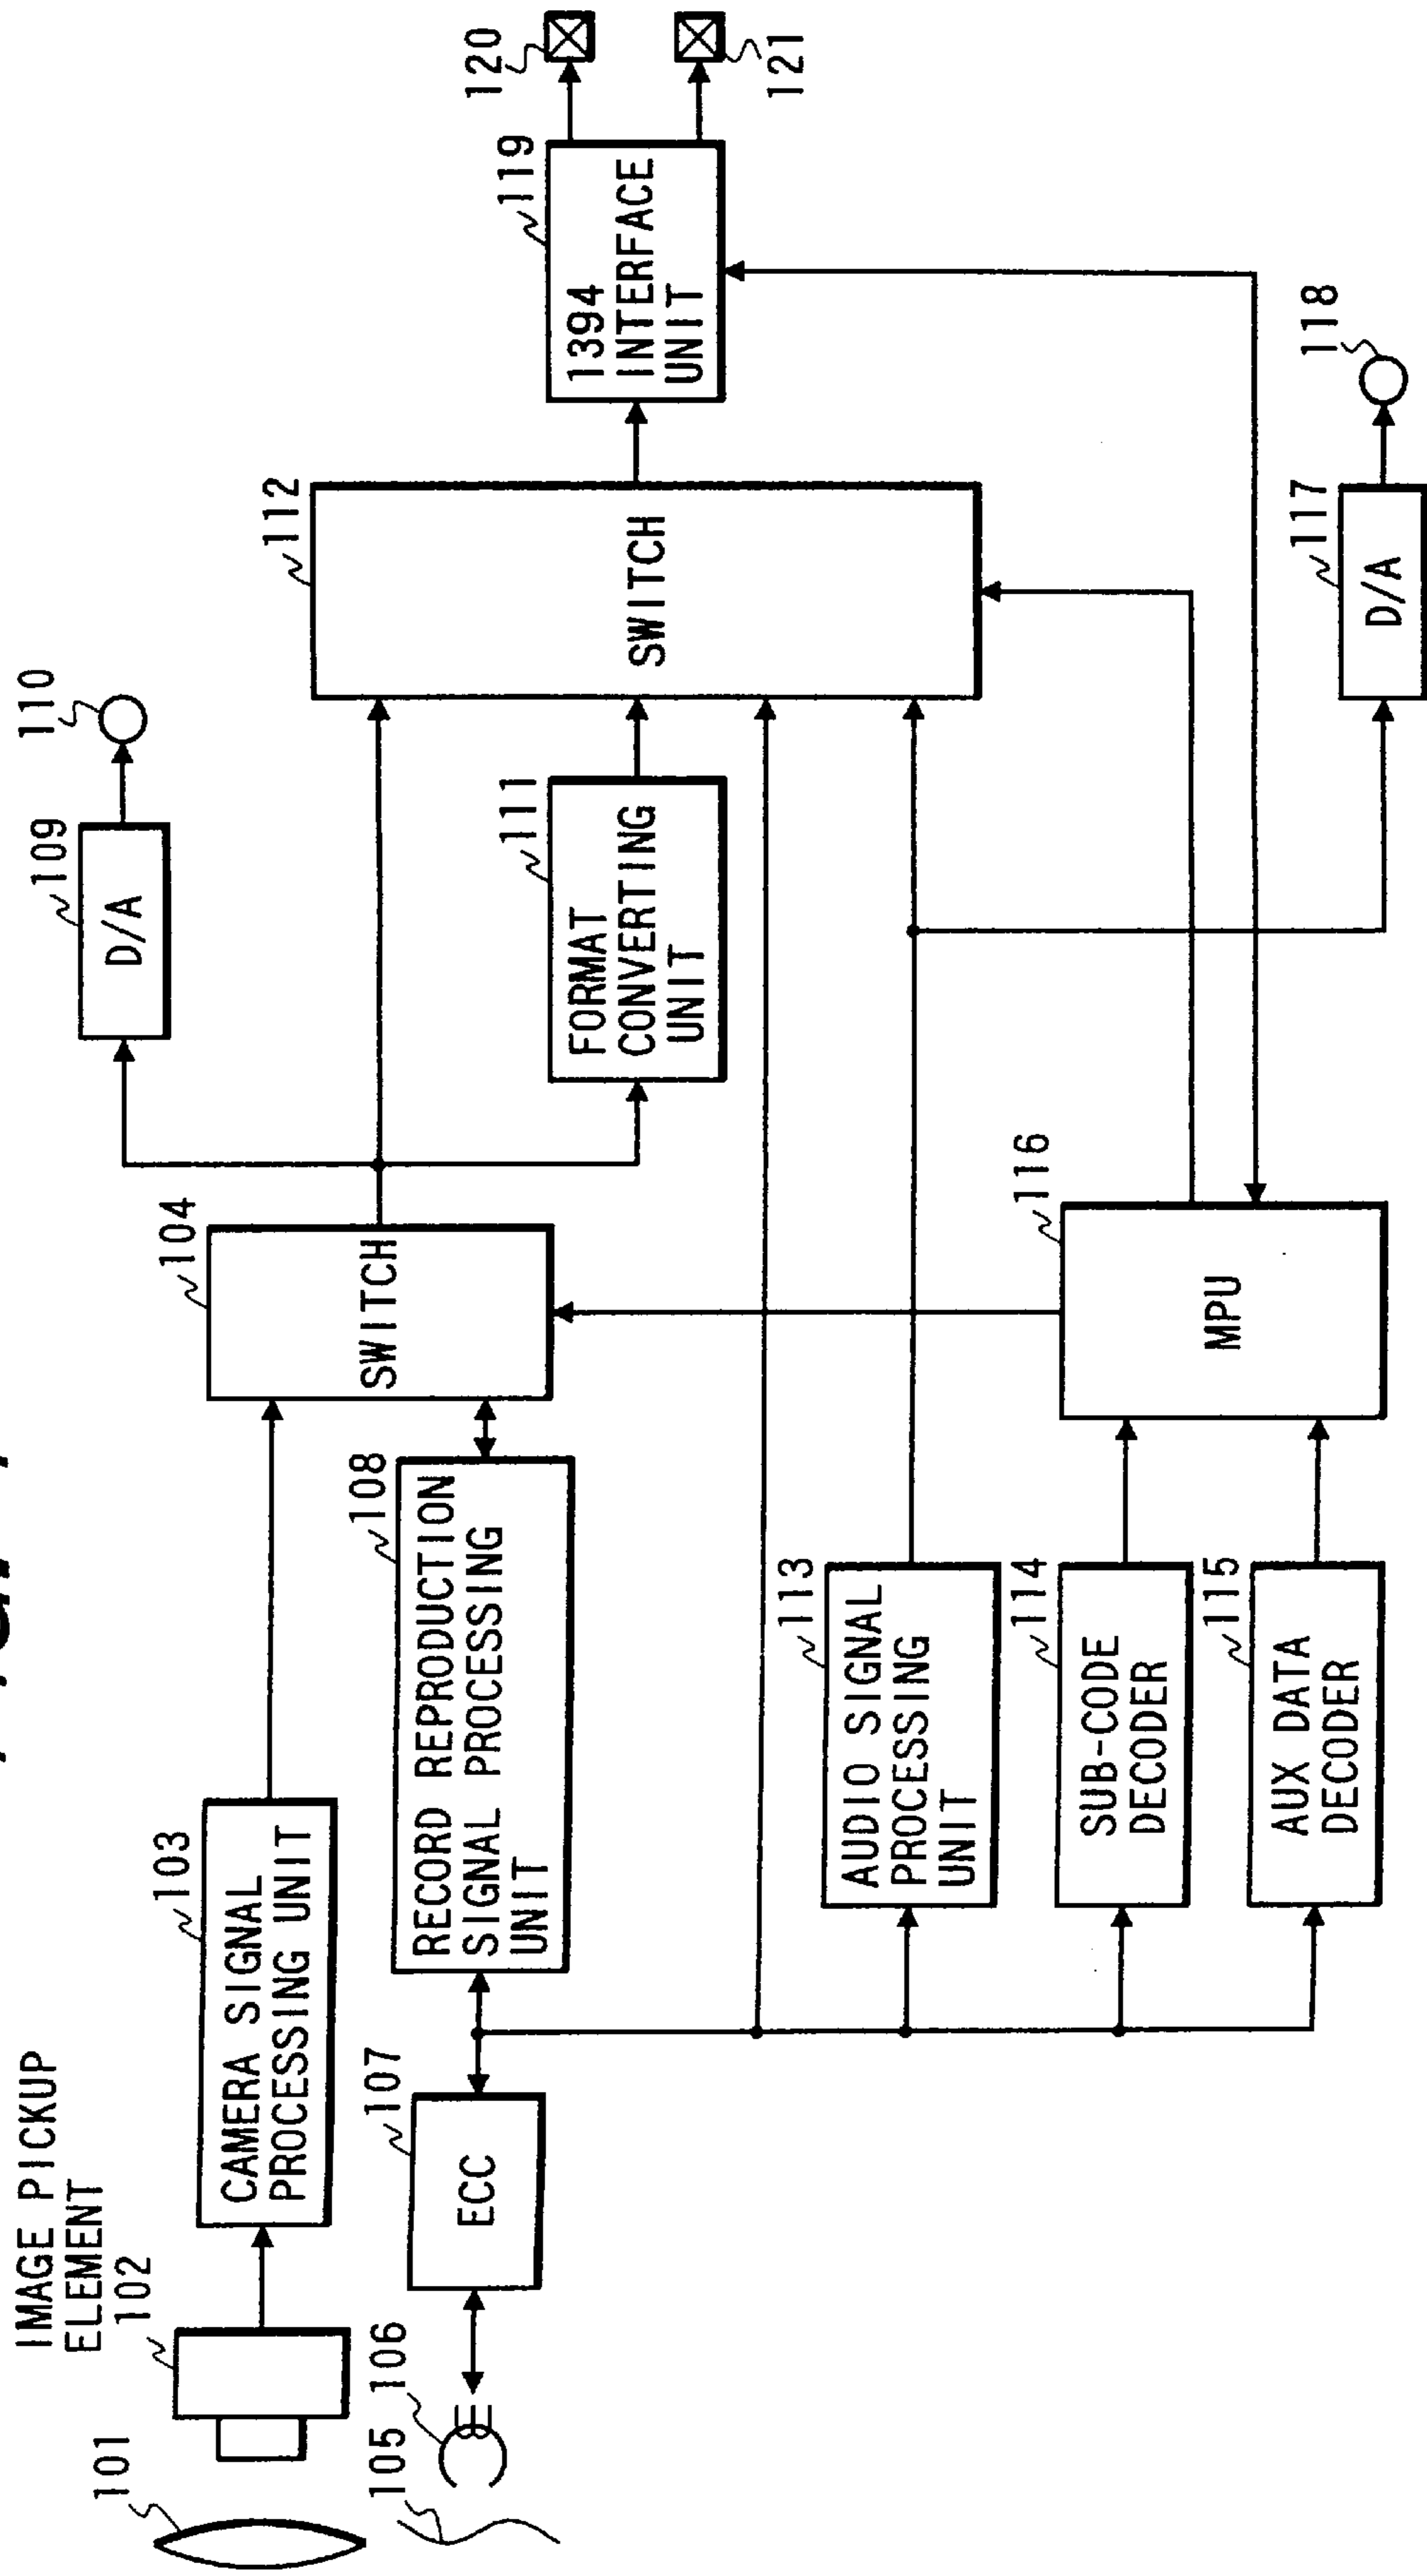 IMAGE PICKUP
ELEMENT
102
101
103
CAMERA SIGNAL
PROCESSING UNIT
104
SWITCH
105
106
107
ECC
108
RECORD REPRODUCTION
SIGNAL PROCESSING
UNIT
109
D/A
110
111
FORMAT
CONVERTING
UNIT
112
SWITCH
113
AUDIO SIGNAL
PROCESSING
UNIT
114
SUB-CODE
DECODER
115
AUX DATA
DECODER
116
MPU
117
D/A
118
119
1394
INTERFACE
UNIT
120
121